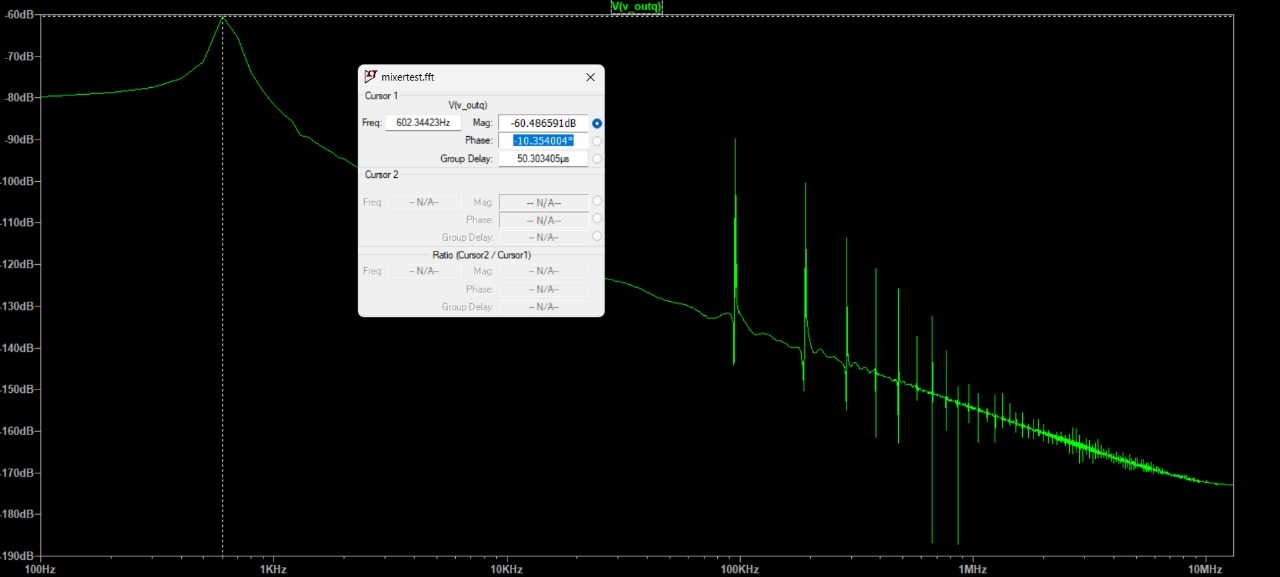 V(v_outq)
-60dB
-70dB
-80dB
-90dB
-100dB
-110dB
-120dB
-130dB
-140dB
-150dB
-160dB
-170dB
-180dB
-190dB
mixertest.fft
Cursor 1
V(v_outq)
Freq: 602.34423Hz Mag: -60.486591dB
Phase: -10.354004°
Group Delay: 50.303405µs
Cursor 2
Freq: -- N/A-- Mag: -- N/A--
Phase: -- N/A--
Group Delay: -- N/A--
Ratio (Cursor2 / Cursor1)
Freq: -- N/A-- Mag: -- N/A--
Phase: -- N/A--
Group Delay: -- N/A--
100Hz 1KHz 10KHz 100KHz 1MHz 10MHz